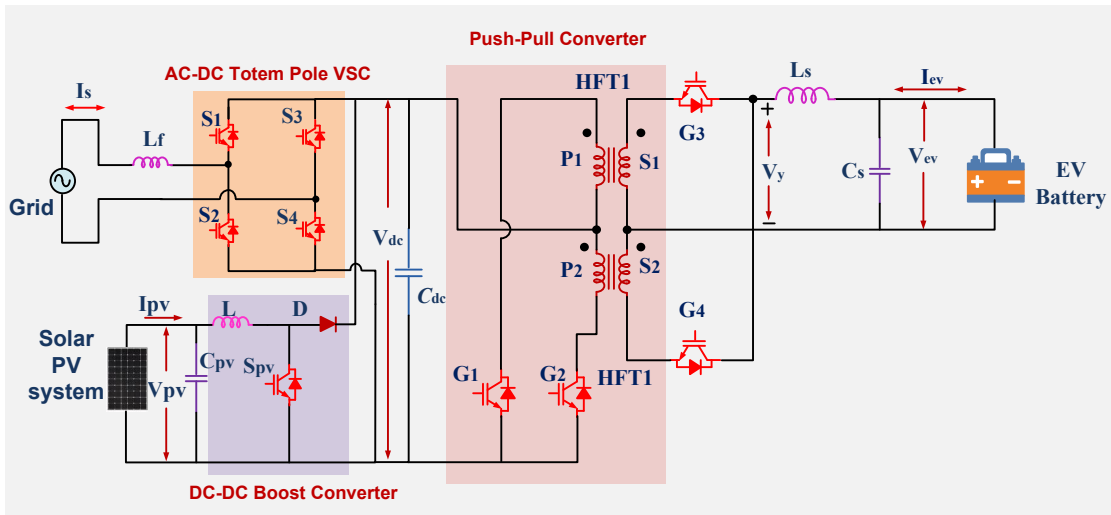 Push-Pull Converter
AC-DC Totem Pole VSC
HFT1
Is
S1
S3
Lf
Grid
S2
S4
P1
S1
G3
Ls
Iev
+
Vy
−
Cs
Vev
+ −
EV
Battery
Vdc
Cdc
P2
S2
G4
HFT1
G1
G2
Ipv
L
D
Solar
PV
system
Vpv
Cpv
Spv
DC-DC Boost Converter